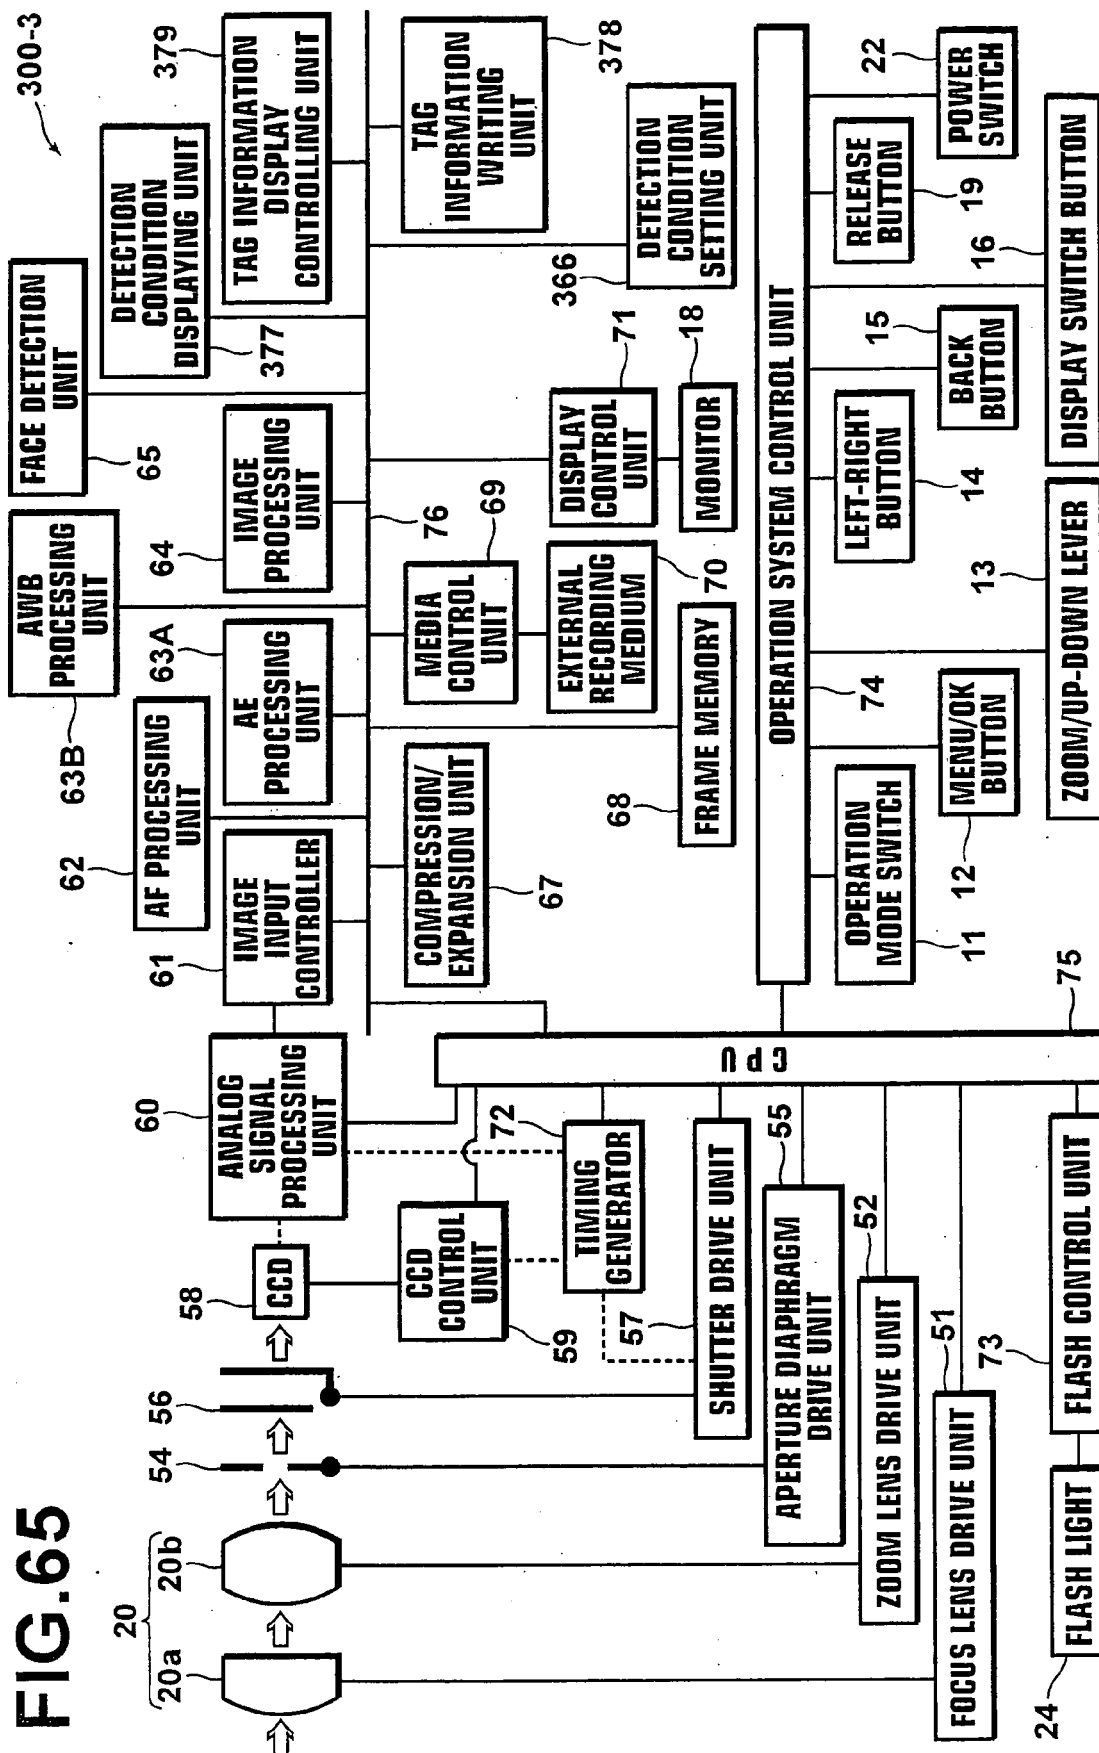 FIG.65
300-3
20
20a
20b
54
56
58
CCD
60
ANALOG
SIGNAL
PROCESSING
UNIT
61
IMAGE
INPUT
CONTROLLER
62
AF PROCESSING
UNIT
63A
AE
PROCESSING
UNIT
63B
AWB
PROCESSING
UNIT
64
IMAGE
PROCESSING
UNIT
65
FACE DETECTION
UNIT
DETECTION
CONDITION
DISPLAYING UNIT
377
379
TAG INFORMATION
DISPLAY
CONTROLLING UNIT
TAG
INFORMATION
WRITING
UNIT
378
366
DETECTION
CONDITION
SETTING UNIT
76
COMPRESSION/
EXPANSION UNIT
67
MEDIA
CONTROL
UNIT
69
EXTERNAL
RECORDING
MEDIUM
70
68
FRAME MEMORY
DISPLAY
CONTROL
UNIT
71
MONITOR
18
CCD
CONTROL
UNIT
59
72
TIMING
GENERATOR
57
SHUTTER DRIVE UNIT
55
APERTURE DIAPHRAGM
DRIVE UNIT
52
ZOOM LENS DRIVE UNIT
51
FOCUS LENS DRIVE UNIT
73
FLASH CONTROL UNIT
24
FLASH LIGHT
CPU
75
OPERATION SYSTEM CONTROL UNIT
74
OPERATION
MODE SWITCH
11
MENU/OK
BUTTON
12
13
ZOOM/UP-DOWN LEVER
LEFT-RIGHT
BUTTON
14
15
BACK
BUTTON
16
DISPLAY SWITCH BUTTON
RELEASE
BUTTON
19
22
POWER
SWITCH